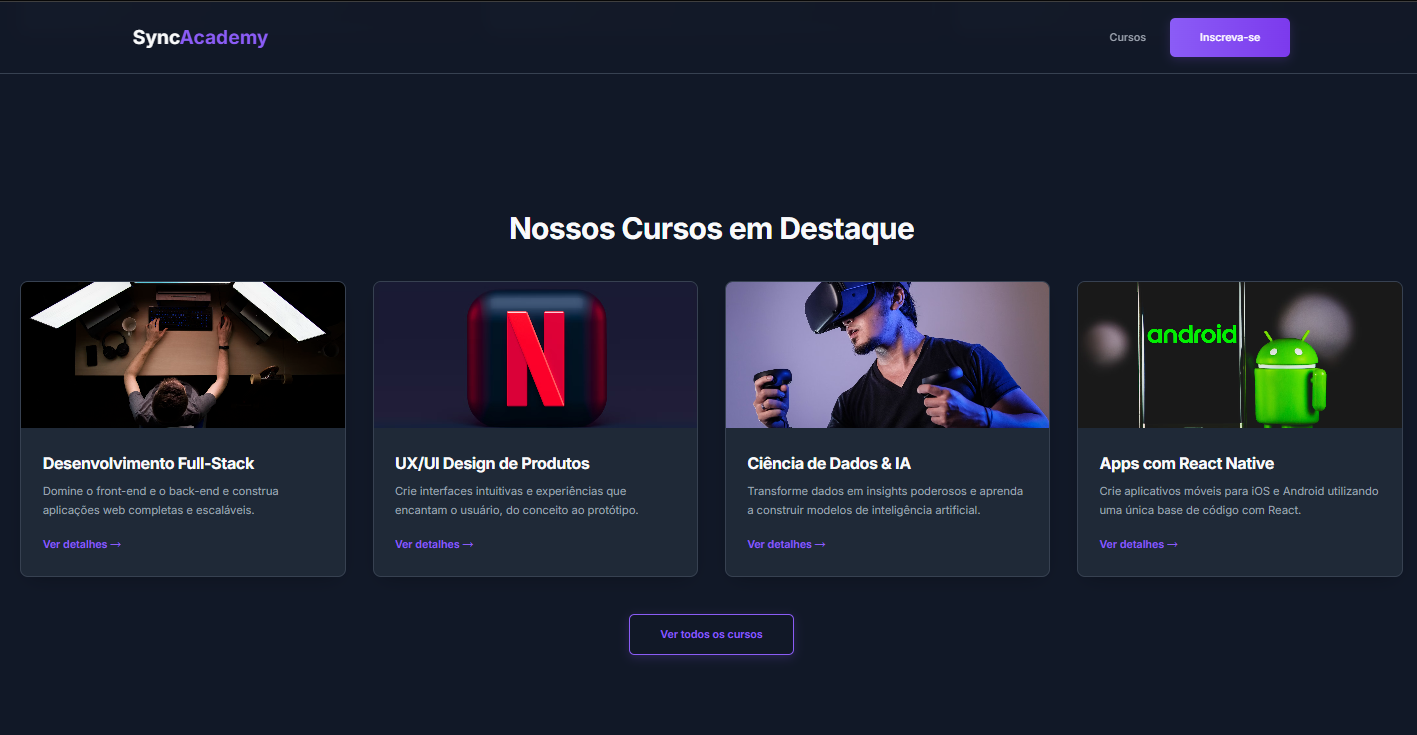 SyncAcademy
Cursos
Inscreva-se
Nossos Cursos em Destaque
N
android
Desenvolvimento Full-Stack
Domine o front-end e o back-end e construa
aplicações web completas e escaláveis.
Ver detalhes →
UX/UI Design de Produtos
Crie interfaces intuitivas e experiências que
encantam o usuário, do conceito ao protótipo.
Ver detalhes →
Ciência de Dados & IA
Transforme dados em insights poderosos e aprenda
a construir modelos de inteligência artificial.
Ver detalhes →
Apps com React Native
Crie aplicativos móveis para iOS e Android utilizando
uma única base de código com React.
Ver detalhes →
Ver todos os cursos